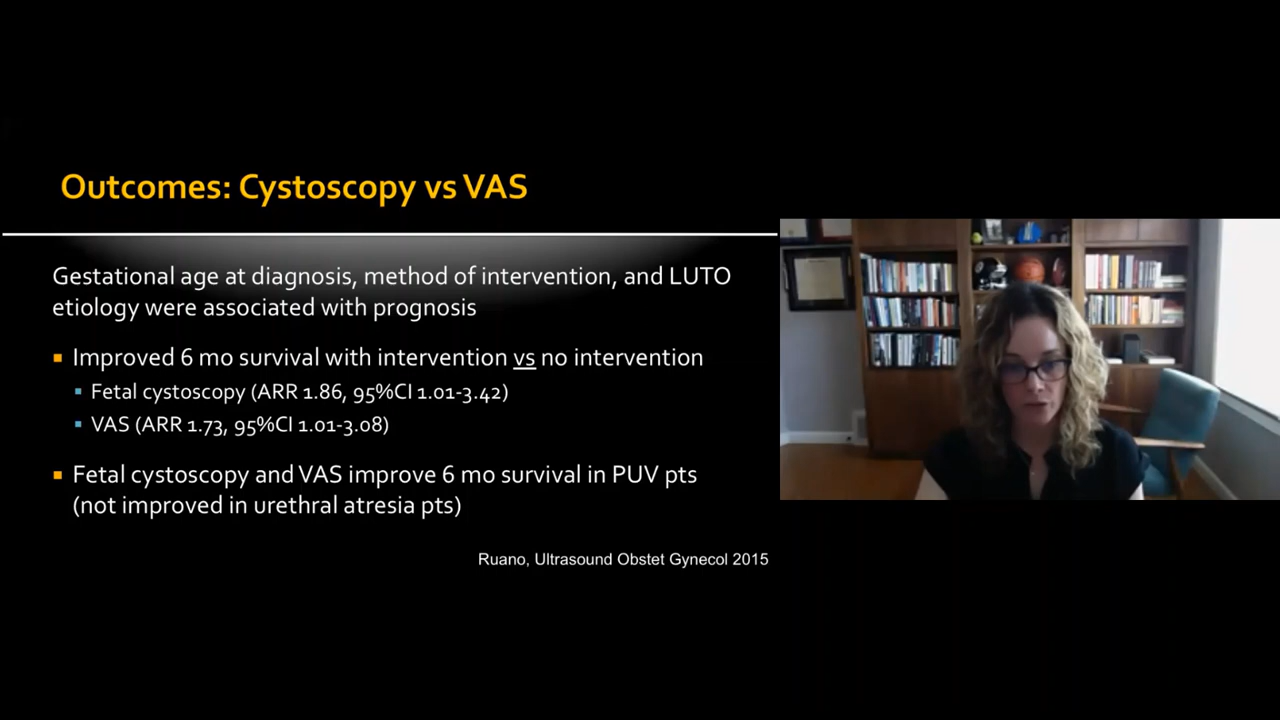 Outcomes: Cystoscopy vs VAS
Gestational age at diagnosis, method of intervention, and LUTO
etiology were associated with prognosis
Improved 6 mo survival with intervention vs no intervention
Fetal cystoscopy (ARR 1.86, 95%CI 1.01-3.42)
VAS (ARR 1.73, 95%CI 1.01-3.08)
Fetal cystoscopy and VAS improve 6 mo survival in PUV pts
(not improved in urethral atresia pts)
Ruano, Ultrasound Obstet Gynecol 2015